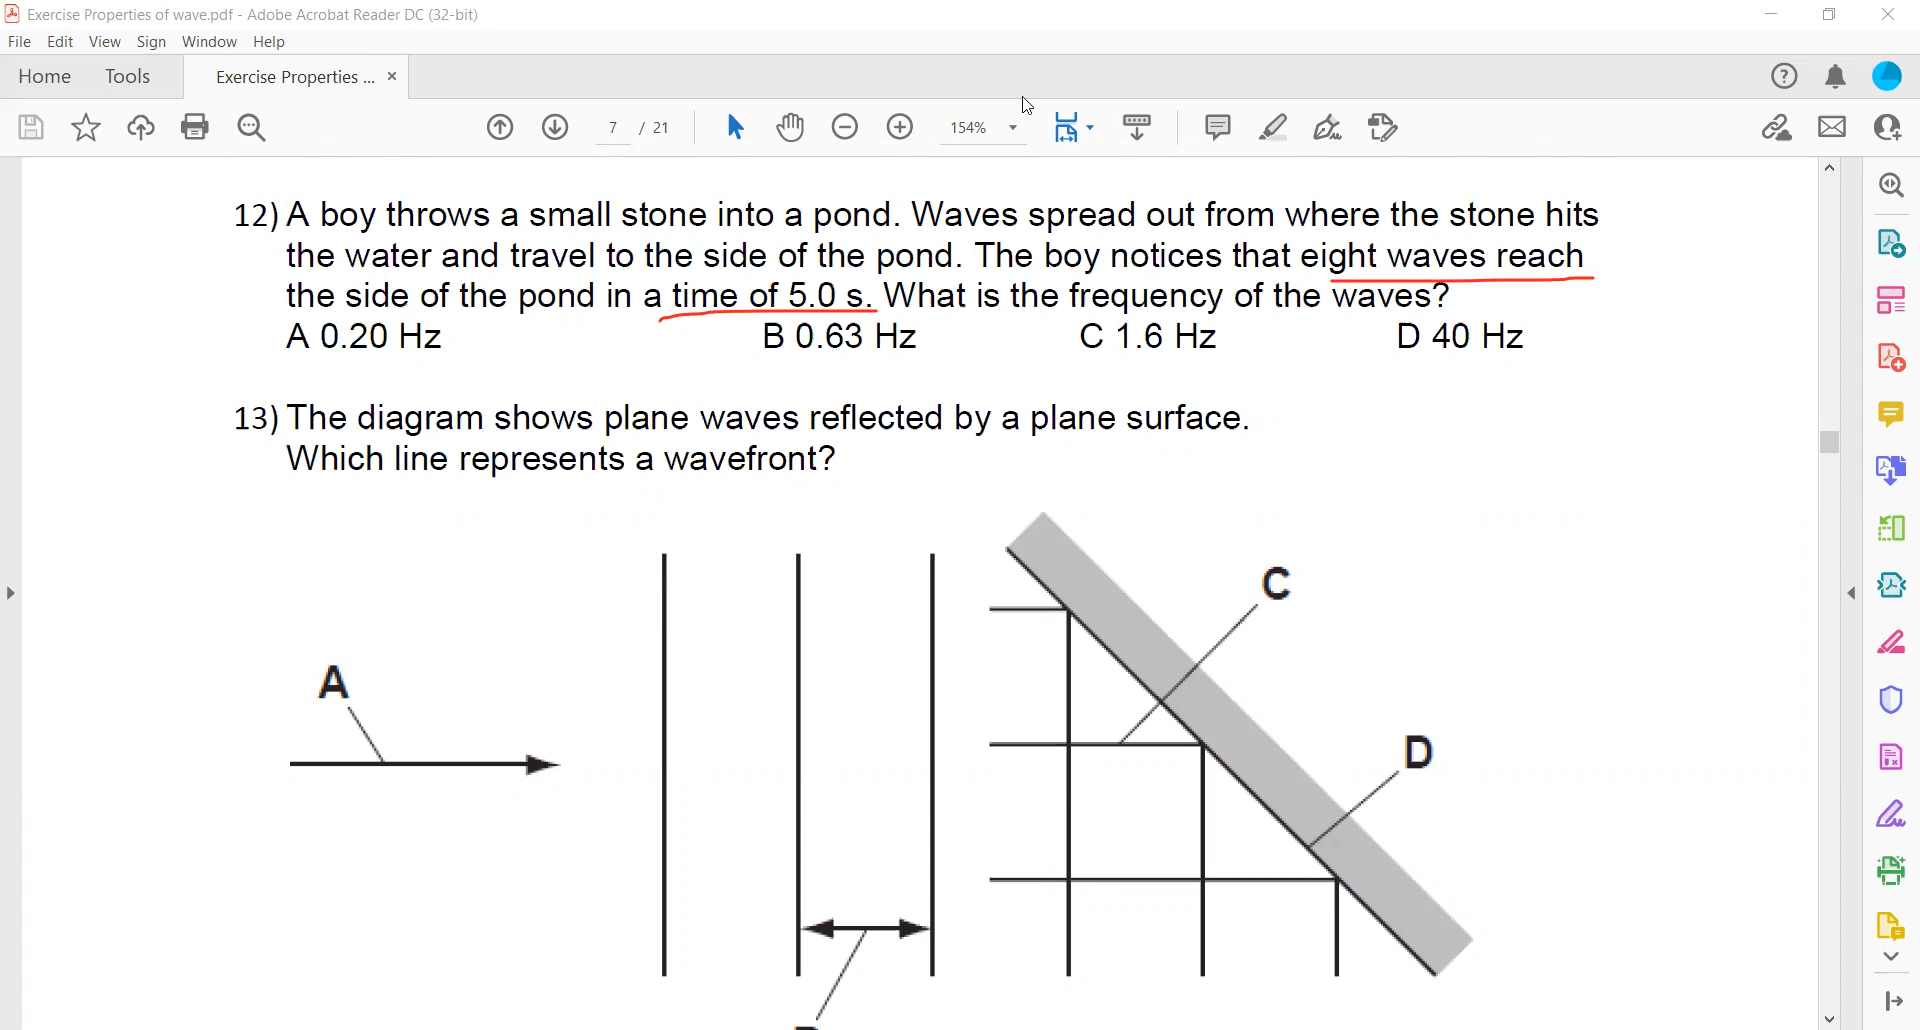 Exercise Properties of wave.pdf - Adobe Acrobat Reader DC (32-bit)
File Edit View Sign Window Help
Home Tools Exercise Properties ... ×
7 / 21 154%
12) A boy throws a small stone into a pond. Waves spread out from where the stone hits
the water and travel to the side of the pond. The boy notices that eight waves reach
the side of the pond in a time of 5.0 s. What is the frequency of the waves?
A 0.20 Hz B 0.63 Hz C 1.6 Hz D 40 Hz
13) The diagram shows plane waves reflected by a plane surface.
Which line represents a wavefront?
C
A
D